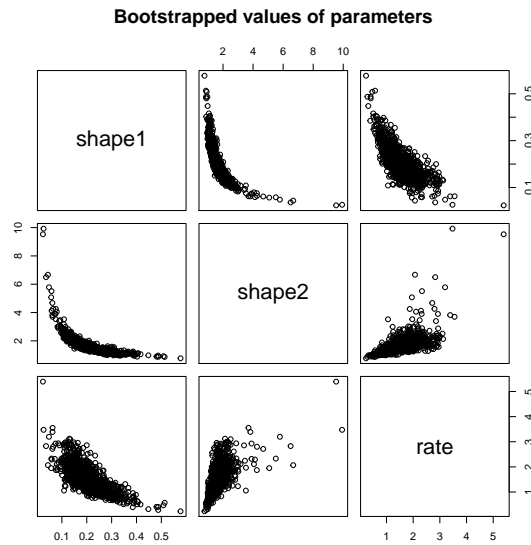 Bootstrapped values of parameters
2 4 6 8 10
shape1
0.1 0.3 0.5
2 4 6 8 10
shape2
rate
1 2 3 4 5
0.1 0.2 0.3 0.4 0.5
1 2 3 4 5